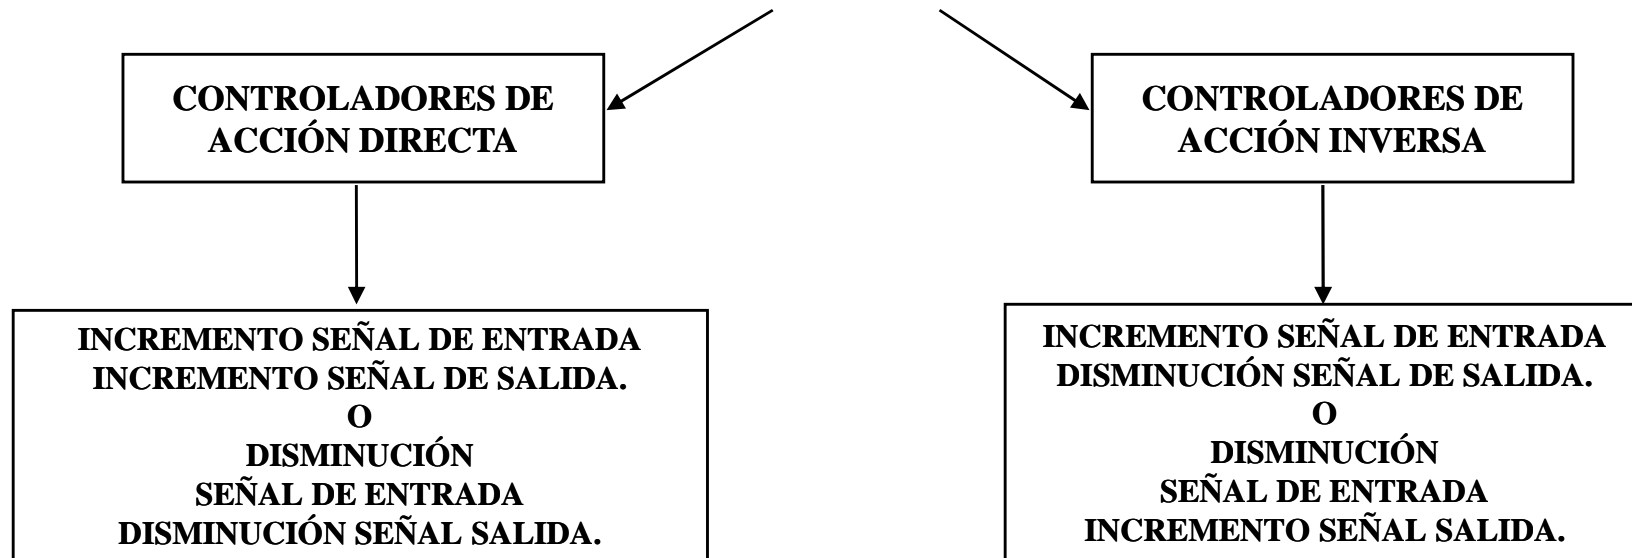 CONTROLADORES DE
ACCIÓN DIRECTA
CONTROLADORES DE
ACCIÓN INVERSA
INCREMENTO SEÑAL DE ENTRADA
INCREMENTO SEÑAL DE SALIDA.
O
DISMINUCIÓN
SEÑAL DE ENTRADA
DISMINUCIÓN SEÑAL SALIDA.
INCREMENTO SEÑAL DE ENTRADA
DISMINUCIÓN SEÑAL DE SALIDA.
O
DISMINUCIÓN
SEÑAL DE ENTRADA
INCREMENTO SEÑAL SALIDA.